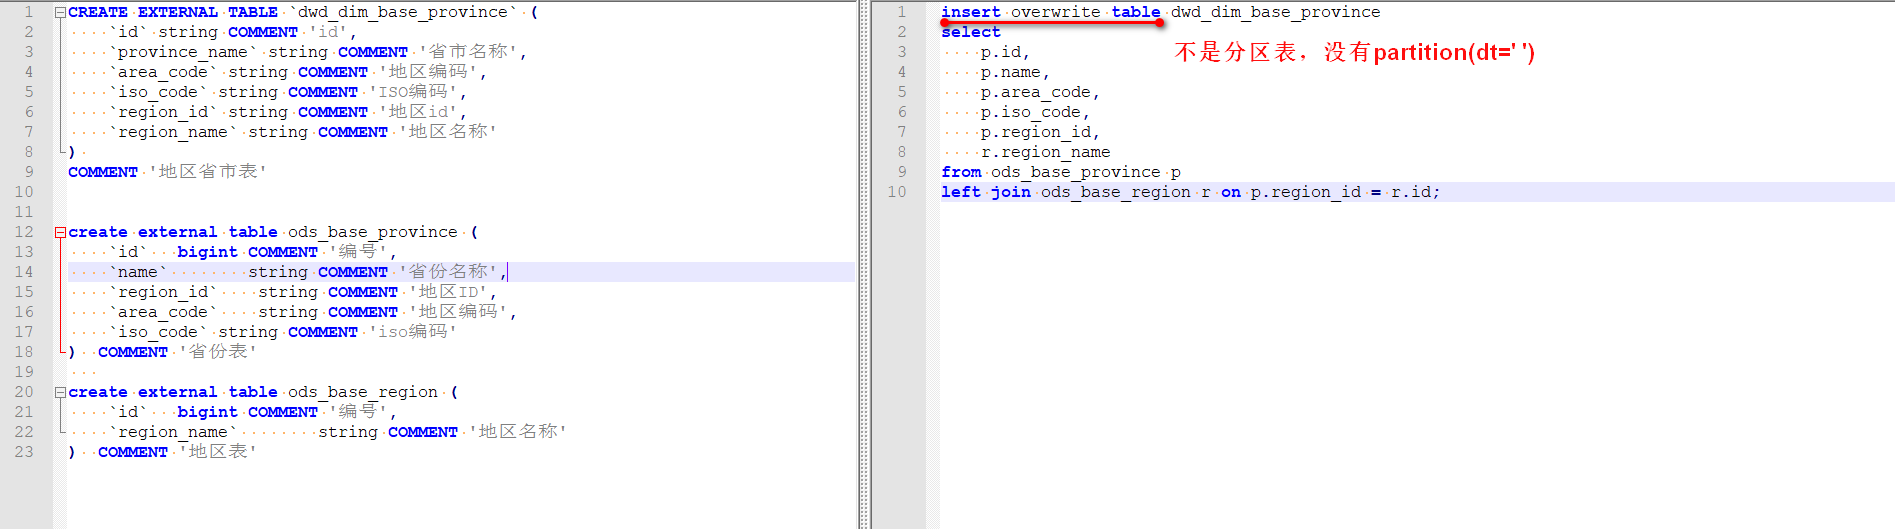 1 CREATE EXTERNAL TABLE `dwd_dim_base_province` (
2 `id` string COMMENT 'id',
3 `province_name` string COMMENT '省市名称',
4 `area_code` string COMMENT '地区编码',
5 `iso_code` string COMMENT 'ISO编码',
6 `region_id` string COMMENT '地区id',
7 `region_name` string COMMENT '地区名称'
8 )
9 COMMENT '地区省市表'
10
11
12 create external table ods_base_province (
13 `id` bigint COMMENT '编号',
14 `name` string COMMENT '省份名称',
15 `region_id` string COMMENT '地区ID',
16 `area_code` string COMMENT '地区编码',
17 `iso_code` string COMMENT 'iso编码'
18 ) COMMENT '省份表'
19
20 create external table ods_base_region (
21 `id` bigint COMMENT '编号',
22 `region_name` string COMMENT '地区名称'
23 ) COMMENT '地区表'
1 insert overwrite table dwd_dim_base_province
2 select
3 p.id,
不是分区表，没有partition(dt=' ')
4 p.name,
5 p.area_code,
6 p.iso_code,
7 p.region_id,
8 r.region_name
9 from ods_base_province p
10 left join ods_base_region r on p.region_id = r.id;